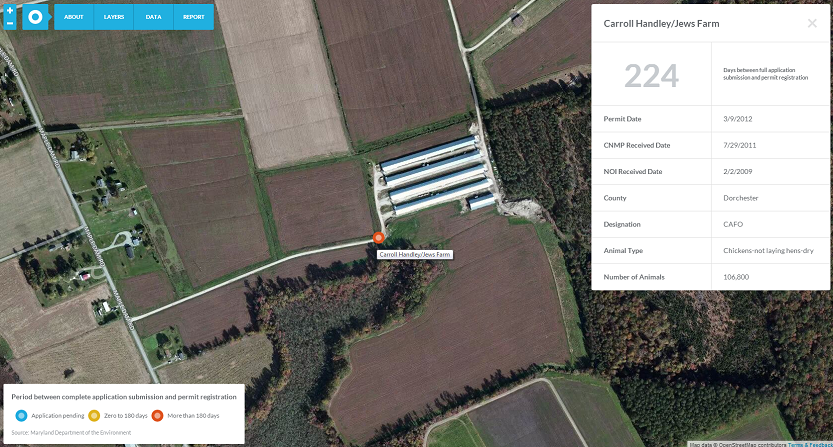 +
−
ABOUT
LAYERS
DATA
REPORT
Carroll Handley/Jews Farm
×
224
Days between full application
submission and permit registration
Permit Date
3/9/2012
CNMP Received Date
7/29/2011
NOI Received Date
2/2/2009
County
Dorchester
Designation
CAFO
Animal Type
Chickens-not laying hens-dry
Number of Animals
106,800
Carroll Handley/Jews Farm
Period between complete application submission and permit registration
Application pending
Zero to 180 days
More than 180 days
Source: Maryland Department of the Environment
Map data © OpenStreetMap contributors Terms & Feedback